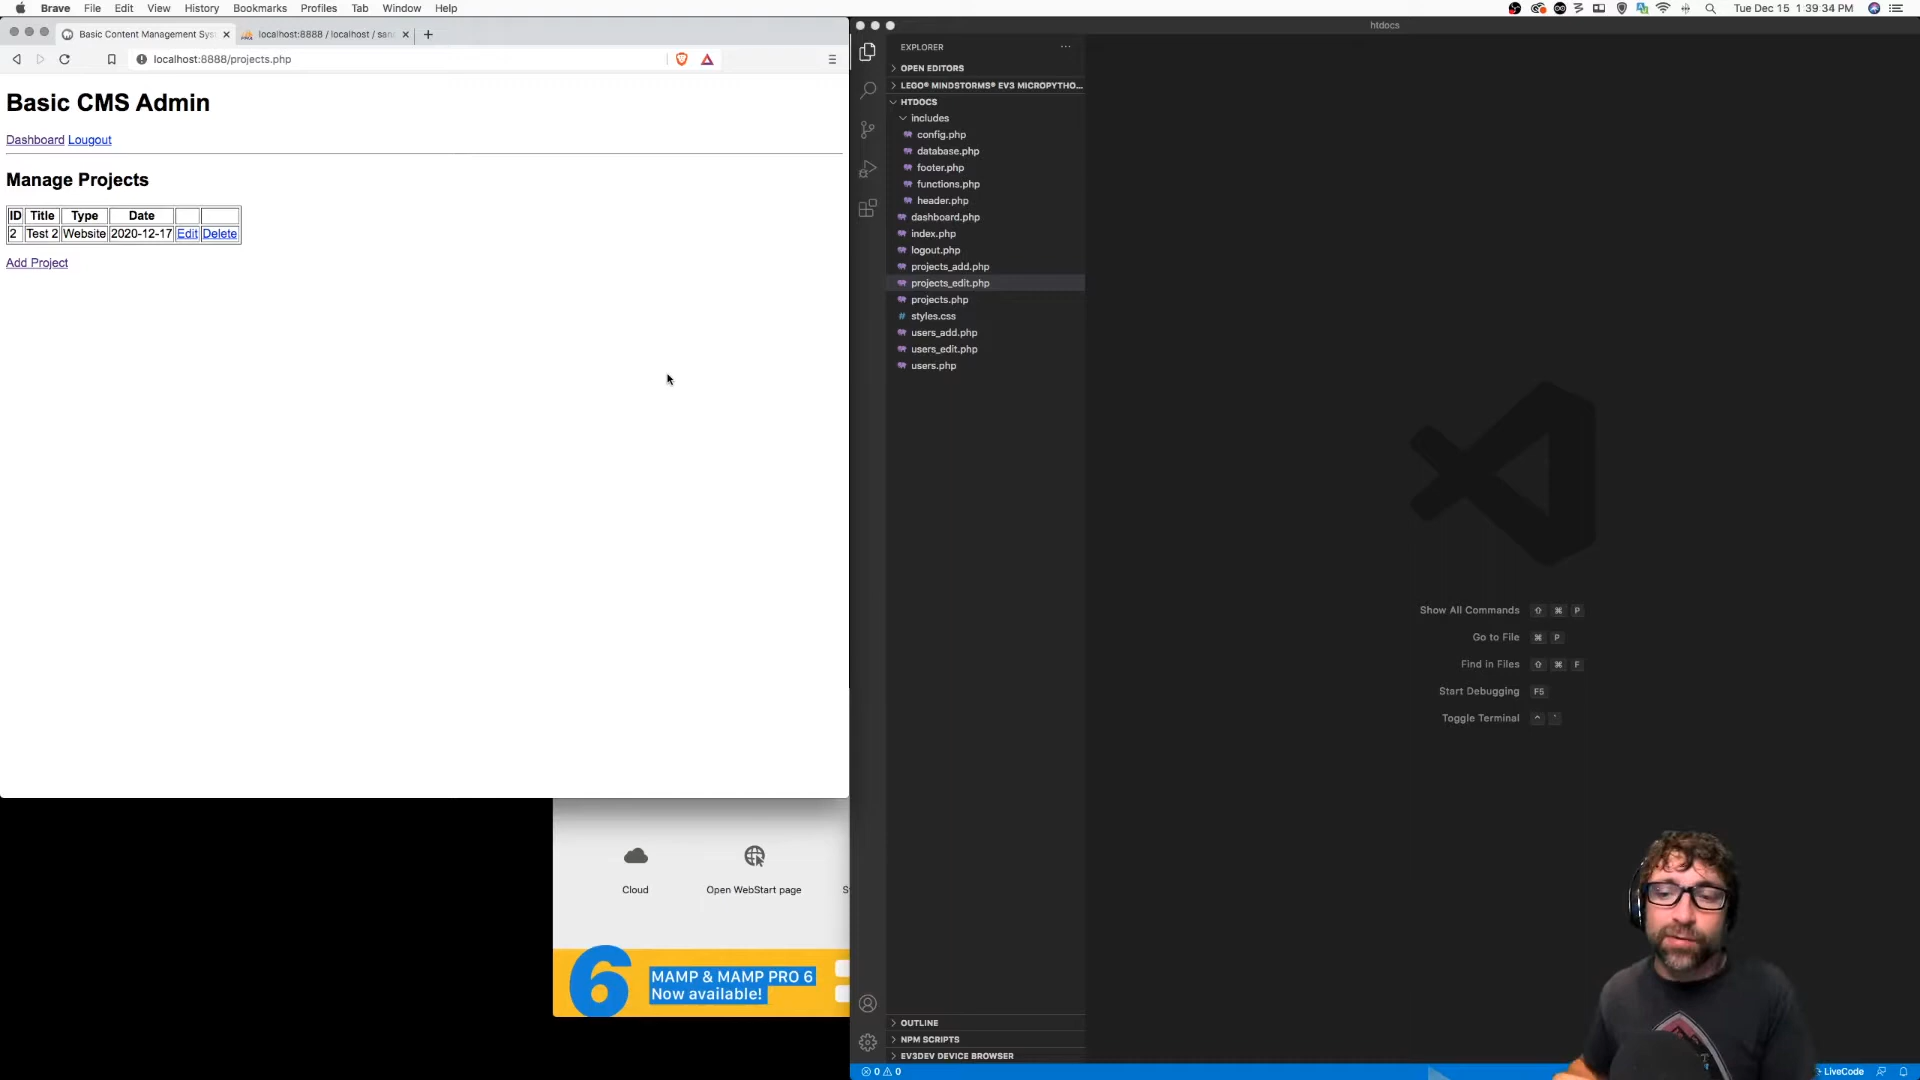 Brave File Edit View History Bookmarks Profiles Tab Window Help
Tue Dec 15 1:39:34 PM
Basic Content Management Sys
localhost:8888 / localhost / san
localhost:8888/projects.php
Basic CMS Admin
Dashboard Lougout
Manage Projects
ID Title Type Date
2 Test 2 Website 2020-12-17 Edit Delete
Add Project
Cloud
Open WebStart page
6
MAMP & MAMP PRO 6
Now available!
htdocs
EXPLORER
OPEN EDITORS
LEGO® MINDSTORMS® EV3 MICROPYTHO...
HTDOCS
includes
config.php
database.php
footer.php
functions.php
header.php
dashboard.php
index.php
logout.php
projects_add.php
projects_edit.php
projects.php
# styles.css
users_add.php
users_edit.php
users.php
OUTLINE
NPM SCRIPTS
EV3DEV DEVICE BROWSER
0 0
Show All Commands ⇧ ⌘ P
Go to File ⌘ P
Find in Files ⇧ ⌘ F
Start Debugging F5
Toggle Terminal ^ `
LiveCode